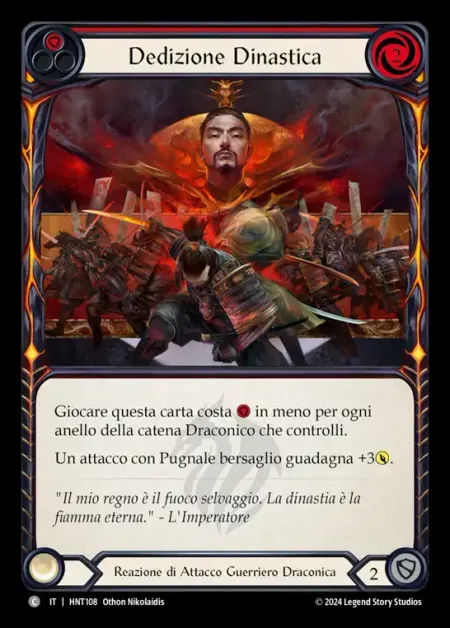 Dedizione Dinastica
2
Giocare questa carta costa in meno per ogni
anello della catena Draconico che controlli.
Un attacco con Pugnale bersaglio guadagna +3.
"Il mio regno è il fuoco selvaggio. La dinastia è la
fiamma eterna." - L'Imperatore
Reazione di Attacco Guerriero Draconica
2
C IT | HNT108 Othon Nikolaidis
© 2024 Legend Story Studios